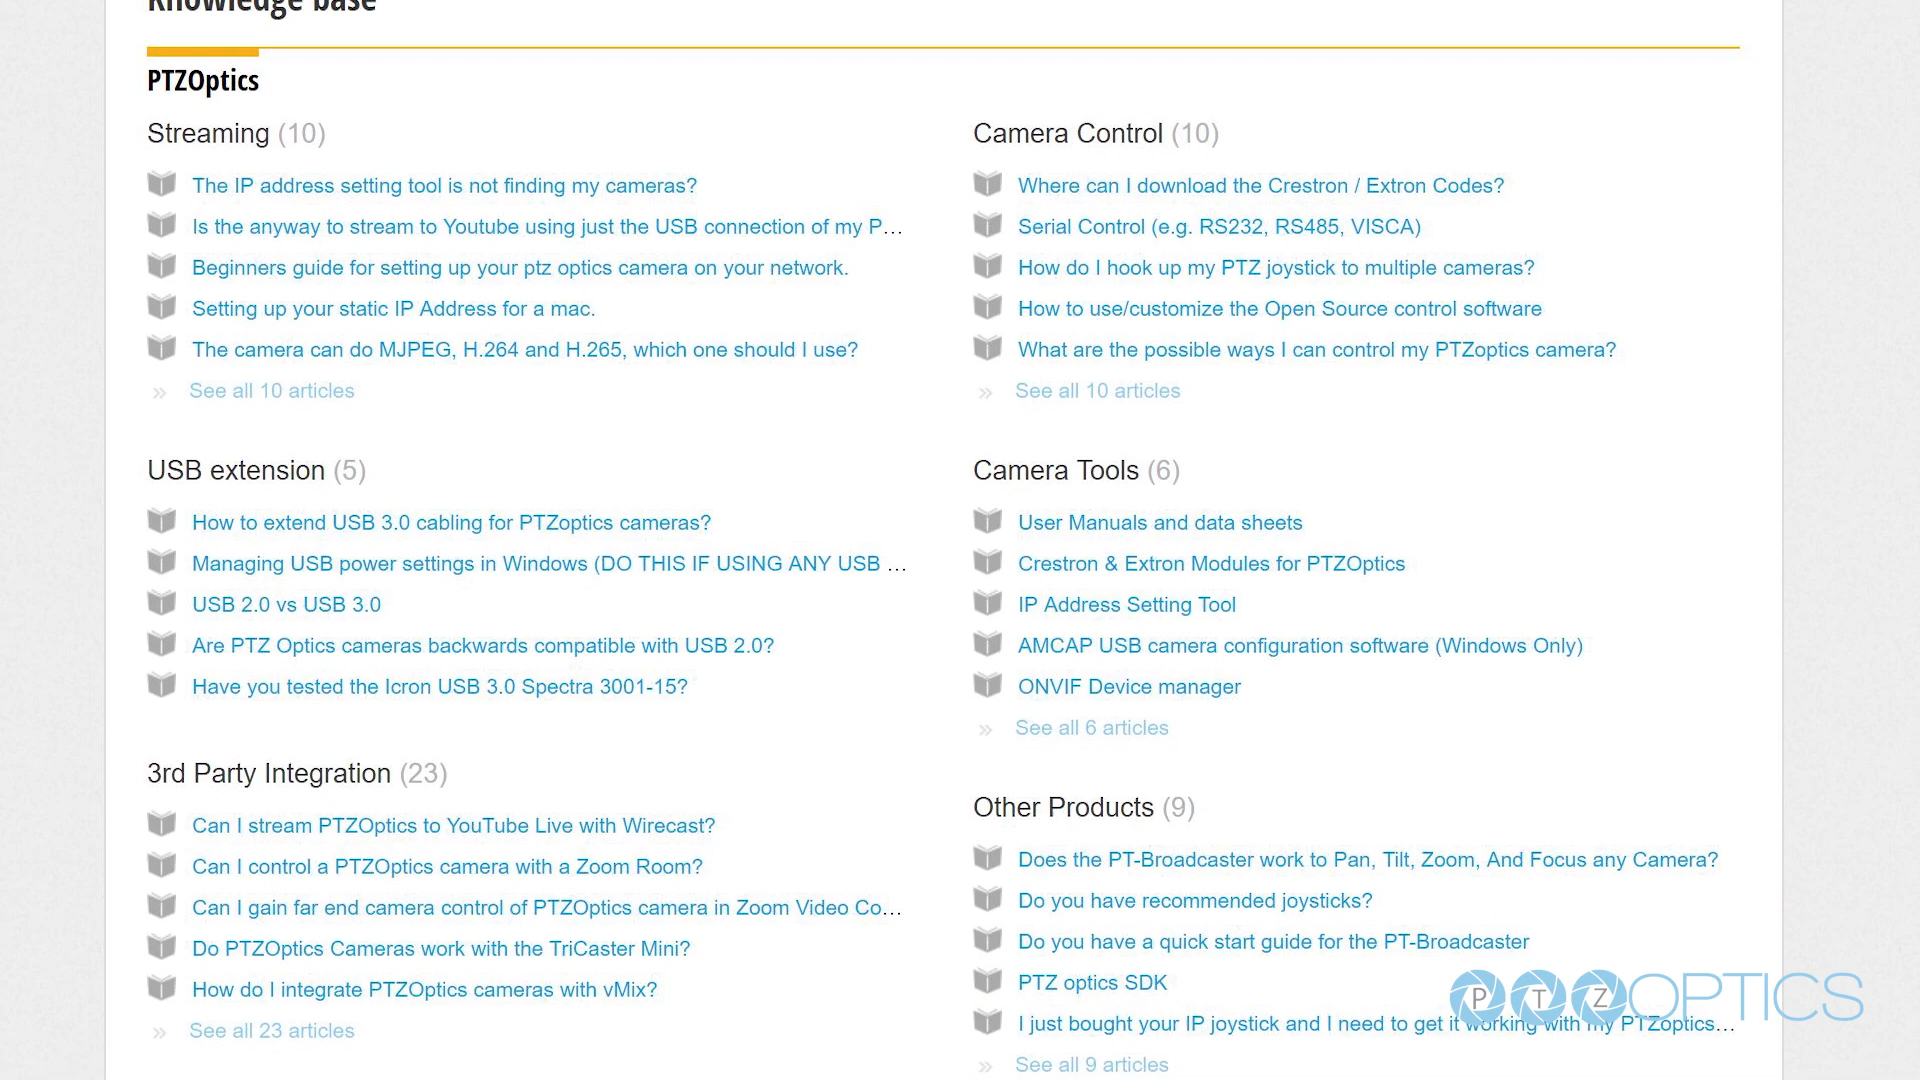 Knowledge base
PTZOptics
Streaming (10)
The IP address setting tool is not finding my cameras?
Is the anyway to stream to Youtube using just the USB connection of my P...
Beginners guide for setting up your ptz optics camera on your network.
Setting up your static IP Address for a mac.
The camera can do MJPEG, H.264 and H.265, which one should I use?
» See all 10 articles
Camera Control (10)
Where can I download the Crestron / Extron Codes?
Serial Control (e.g. RS232, RS485, VISCA)
How do I hook up my PTZ joystick to multiple cameras?
How to use/customize the Open Source control software
What are the possible ways I can control my PTZoptics camera?
» See all 10 articles
USB extension (5)
How to extend USB 3.0 cabling for PTZoptics cameras?
Managing USB power settings in Windows (DO THIS IF USING ANY USB ...
USB 2.0 vs USB 3.0
Are PTZ Optics cameras backwards compatible with USB 2.0?
Have you tested the Icron USB 3.0 Spectra 3001-15?
Camera Tools (6)
User Manuals and data sheets
Crestron & Extron Modules for PTZOptics
IP Address Setting Tool
AMCAP USB camera configuration software (Windows Only)
ONVIF Device manager
» See all 6 articles
3rd Party Integration (23)
Can I stream PTZOptics to YouTube Live with Wirecast?
Can I control a PTZOptics camera with a Zoom Room?
Can I gain far end camera control of PTZOptics camera in Zoom Video Co...
Do PTZOptics Cameras work with the TriCaster Mini?
How do I integrate PTZOptics cameras with vMix?
» See all 23 articles
Other Products (9)
Does the PT-Broadcaster work to Pan, Tilt, Zoom, And Focus any Camera?
Do you have recommended joysticks?
Do you have a quick start guide for the PT-Broadcaster
PTZ optics SDK
I just bought your IP joystick and I need to get it working with my PTZoptics...
» See all 9 articles
PTZOPTICS